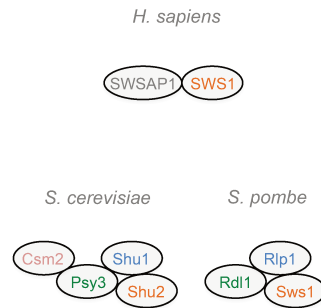 H. sapiens
SWSAP1 SWS1
S. cerevisiae S. pombe
Csm2 Shu1 Rlp1
Psy3 Rdl1
Shu2 Sws1